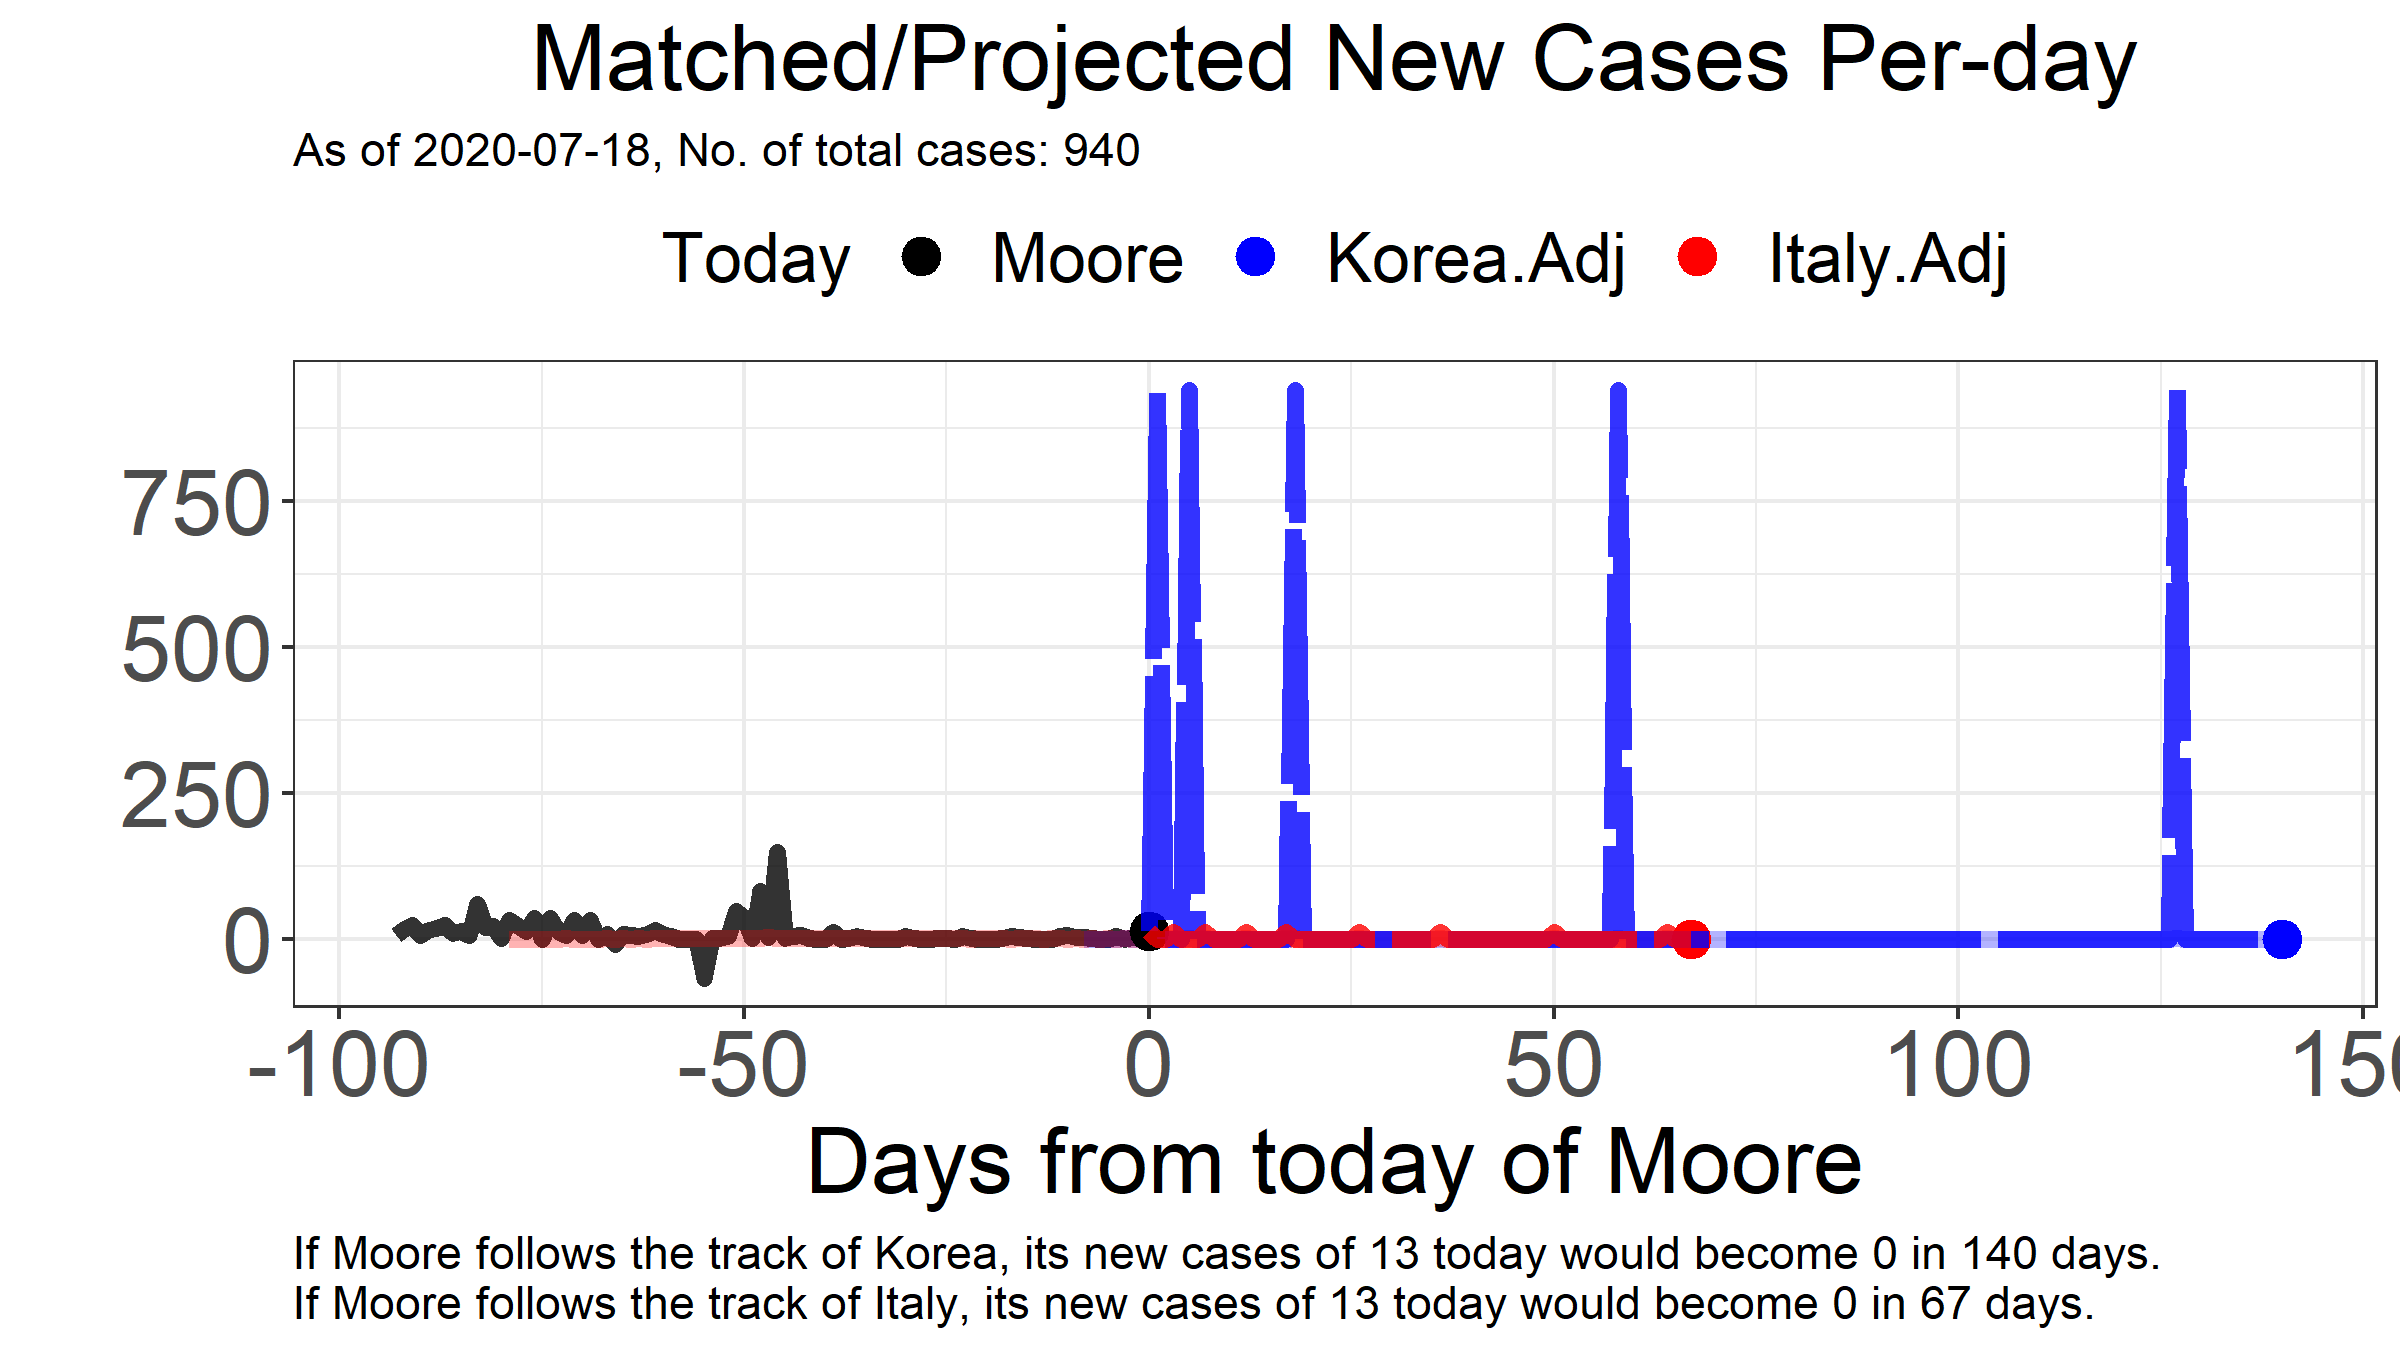 Matched/Projected New Cases Per-day
As of 2020-07-18, No. of total cases: 940
Today Moore Korea.Adj Italy.Adj
750
500
250
0
-100 -50 0 50 100 150
Days from today of Moore
If Moore follows the track of Korea, its new cases of 13 today would become 0 in 140 days.
If Moore follows the track of Italy, its new cases of 13 today would become 0 in 67 days.